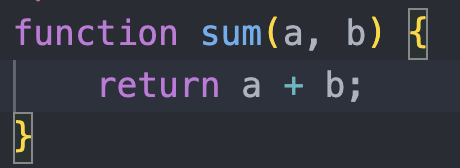 function sum(a, b) {
    return a + b;
}